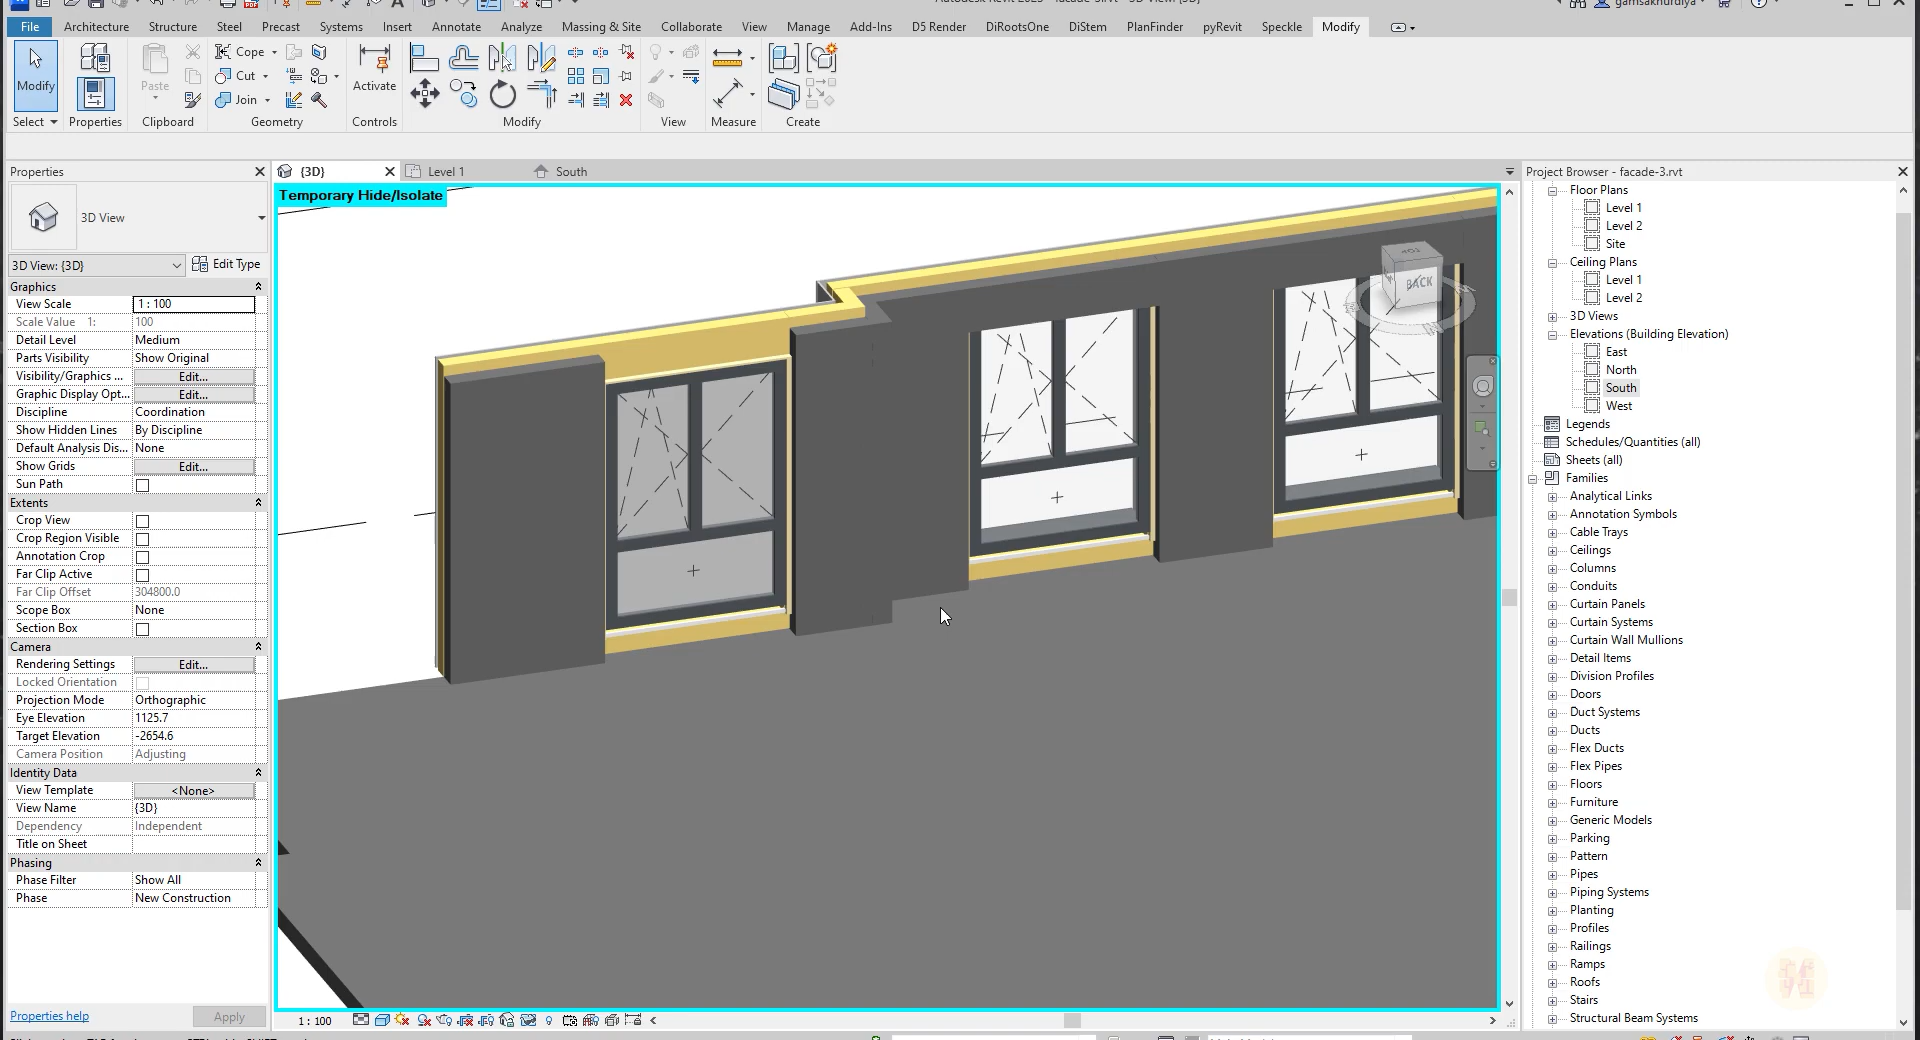 File Architecture Structure Steel Precast Systems Insert Annotate Analyze Massing & Site Collaborate View Manage Add-Ins D5 Render DiRootsOne DiStem PlanFinder pyRevit Speckle Modify
Modify
Paste
Cope
Cut
Join
Activate
Select Properties Clipboard Geometry Controls Modify View Measure Create
Properties
3D View
3D View: {3D}
Edit Type
Graphics
View Scale 1 : 100
Scale Value 1: 100
Detail Level Medium
Parts Visibility Show Original
Visibility/Graphics ... Edit...
Graphic Display Opt... Edit...
Discipline Coordination
Show Hidden Lines By Discipline
Default Analysis Dis... None
Show Grids Edit...
Sun Path
Extents
Crop View
Crop Region Visible
Annotation Crop
Far Clip Active
Far Clip Offset 304800.0
Scope Box None
Section Box
Camera
Rendering Settings Edit...
Locked Orientation
Projection Mode Orthographic
Eye Elevation 1125.7
Target Elevation -2654.6
Camera Position Adjusting
Identity Data
View Template <None>
View Name {3D}
Dependency Independent
Title on Sheet
Phasing
Phase Filter Show All
Phase New Construction
Properties help
Apply
{3D}
Level 1
South
Temporary Hide/Isolate
BACK
1 : 100
Project Browser - facade-3.rvt
Floor Plans
Level 1
Level 2
Site
Ceiling Plans
Level 1
Level 2
3D Views
Elevations (Building Elevation)
East
North
South
West
Legends
Schedules/Quantities (all)
Sheets (all)
Families
Analytical Links
Annotation Symbols
Cable Trays
Ceilings
Columns
Conduits
Curtain Panels
Curtain Systems
Curtain Wall Mullions
Detail Items
Division Profiles
Doors
Duct Systems
Ducts
Flex Ducts
Flex Pipes
Floors
Furniture
Generic Models
Parking
Pattern
Pipes
Piping Systems
Planting
Profiles
Railings
Ramps
Roofs
Stairs
Structural Beam Systems